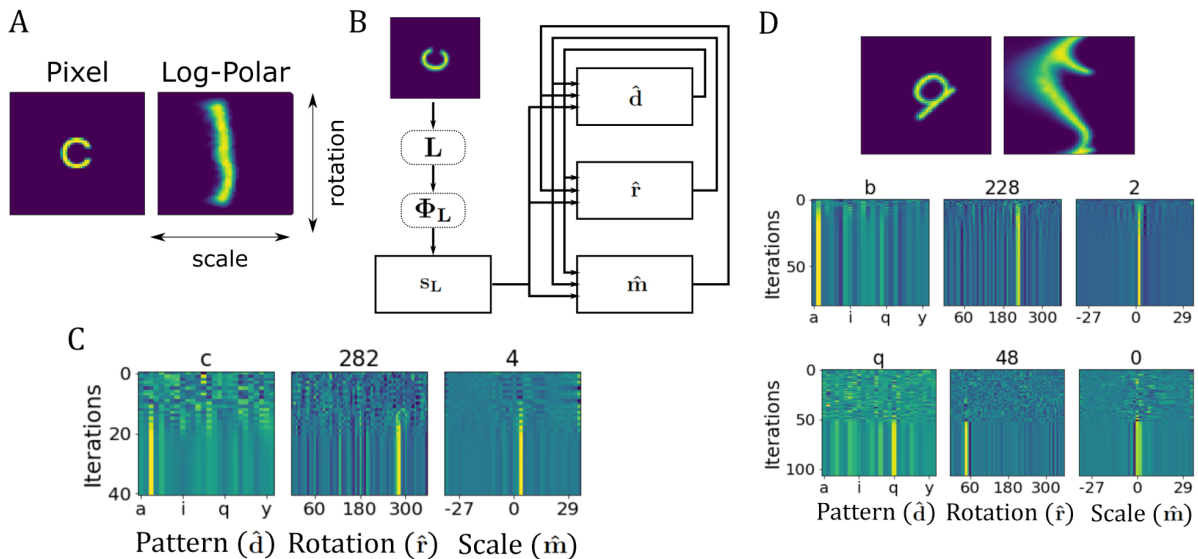 A
Pixel Log-Polar
rotation
scale
B
L
Φ_L
s_L
d̂
r̂
m̂
C
c 282 4
Iterations
0
20
40
a i q y
60 180 300
-27 0 29
Pattern (d̂) Rotation (r̂) Scale (m̂)
D
b 228 2
Iterations
0
50
a i q y
60 180 300
-27 0 29
q 48 0
Iterations
0
50
100
a i q y
60 180 300
-27 0 29
Pattern (d̂) Rotation (r̂) Scale (m̂)